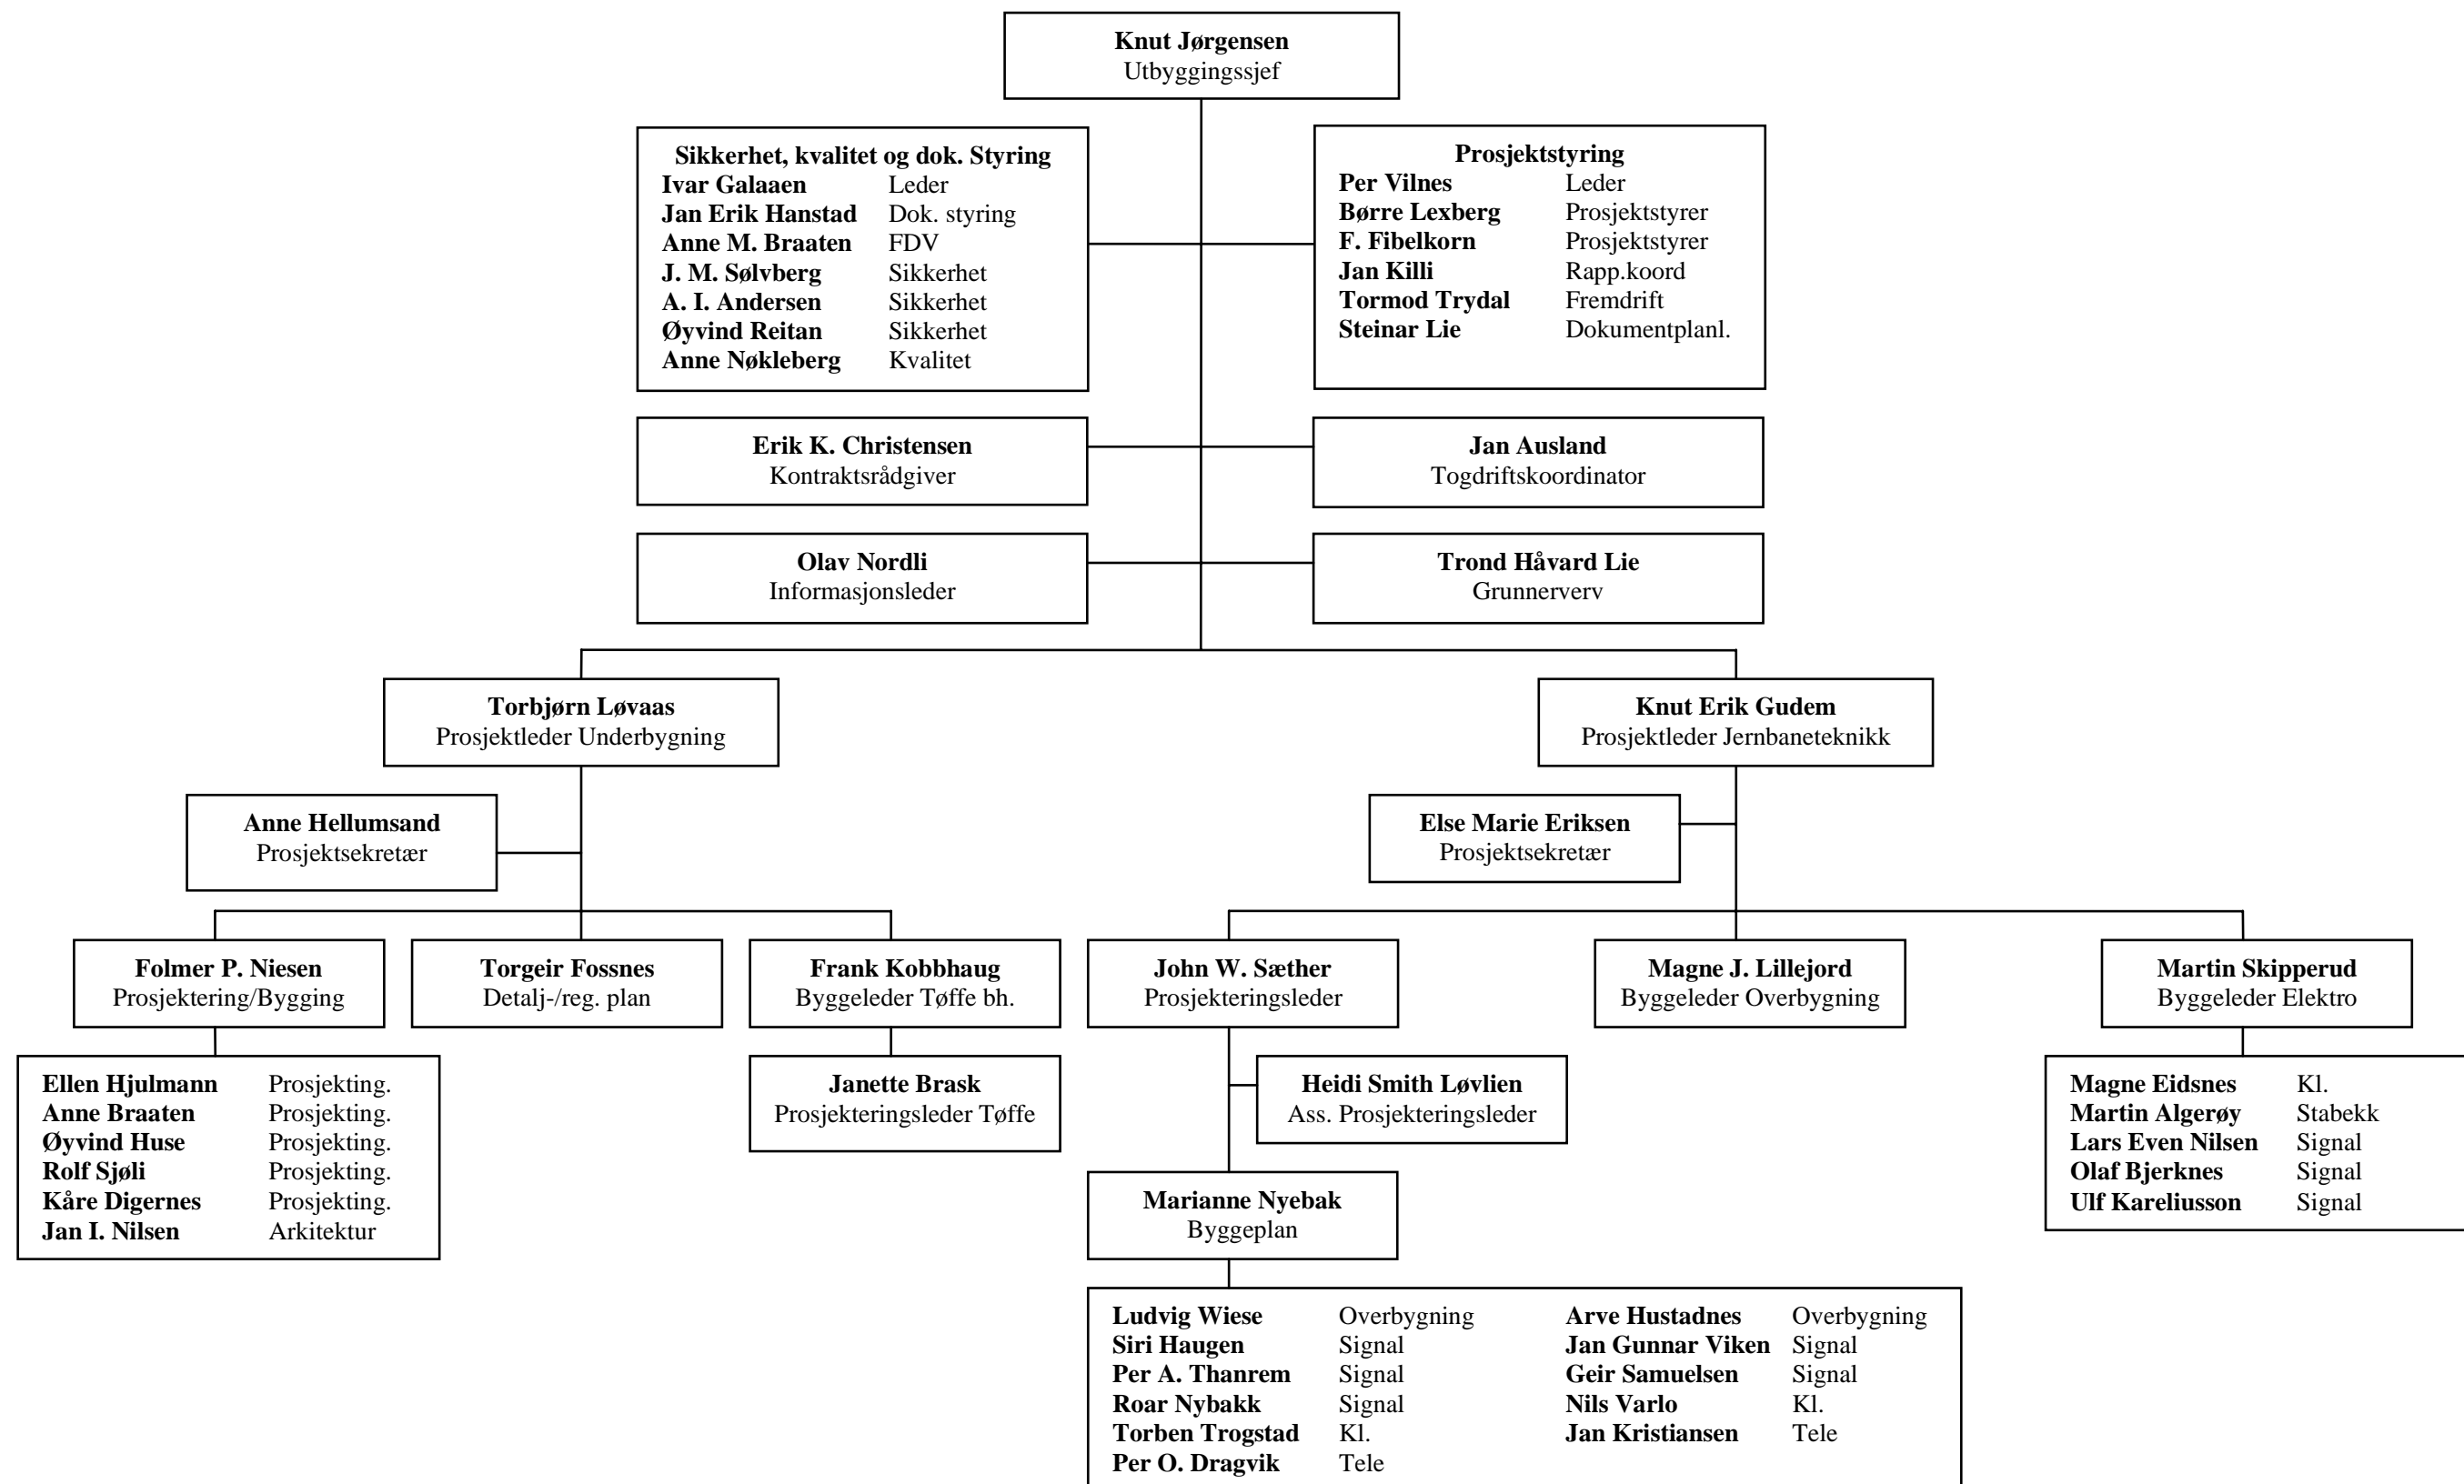 Knut Jørgensen
Utbyggingssjef
Sikkerhet, kvalitet og dok. Styring
Ivar Galaaen Leder
Jan Erik Hanstad Dok. styring
Anne M. Braaten FDV
J. M. Sølvberg Sikkerhet
A. I. Andersen Sikkerhet
Øyvind Reitan Sikkerhet
Anne Nøkleberg Kvalitet
Prosjektstyring
Per Vilnes Leder
Børre Lexberg Prosjektstyrer
F. Fibelkorn Prosjektstyrer
Jan Killi Rapp.koord
Tormod Trydal Fremdrift
Steinar Lie Dokumentplanl.
Erik K. Christensen
Kontraktsrådgiver
Jan Ausland
Togdriftskoordinator
Olav Nordli
Informasjonsleder
Trond Håvard Lie
Grunnerverv
Torbjørn Løvaas
Prosjektleder Underbygning
Knut Erik Gudem
Prosjektleder Jernbaneteknikk
Anne Hellumsand
Prosjektsekretær
Else Marie Eriksen
Prosjektsekretær
Folmer P. Niesen
Prosjektering/Bygging
Torgeir Fossnes
Detalj-/reg. plan
Frank Kobbhaug
Byggeleder Tøffe bh.
John W. Sæther
Prosjekteringsleder
Magne J. Lillejord
Byggeleder Overbygning
Martin Skipperud
Byggeleder Elektro
Ellen Hjulmann Prosjekting.
Anne Braaten Prosjekting.
Øyvind Huse Prosjekting.
Rolf Sjøli Prosjekting.
Kåre Digernes Prosjekting.
Jan I. Nilsen Arkitektur
Janette Brask
Prosjekteringsleder Tøffe
Heidi Smith Løvlien
Ass. Prosjekteringsleder
Magne Eidsnes Kl.
Martin Algerøy Stabekk
Lars Even Nilsen Signal
Olaf Bjerknes Signal
Ulf Kareliusson Signal
Marianne Nyebak
Byggeplan
Ludvig Wiese Overbygning Arve Hustadnes Overbygning
Siri Haugen Signal Jan Gunnar Viken Signal
Per A. Thanrem Signal Geir Samuelsen Signal
Roar Nybakk Signal Nils Varlo Kl.
Torben Trogstad Kl. Jan Kristiansen Tele
Per O. Dragvik Tele